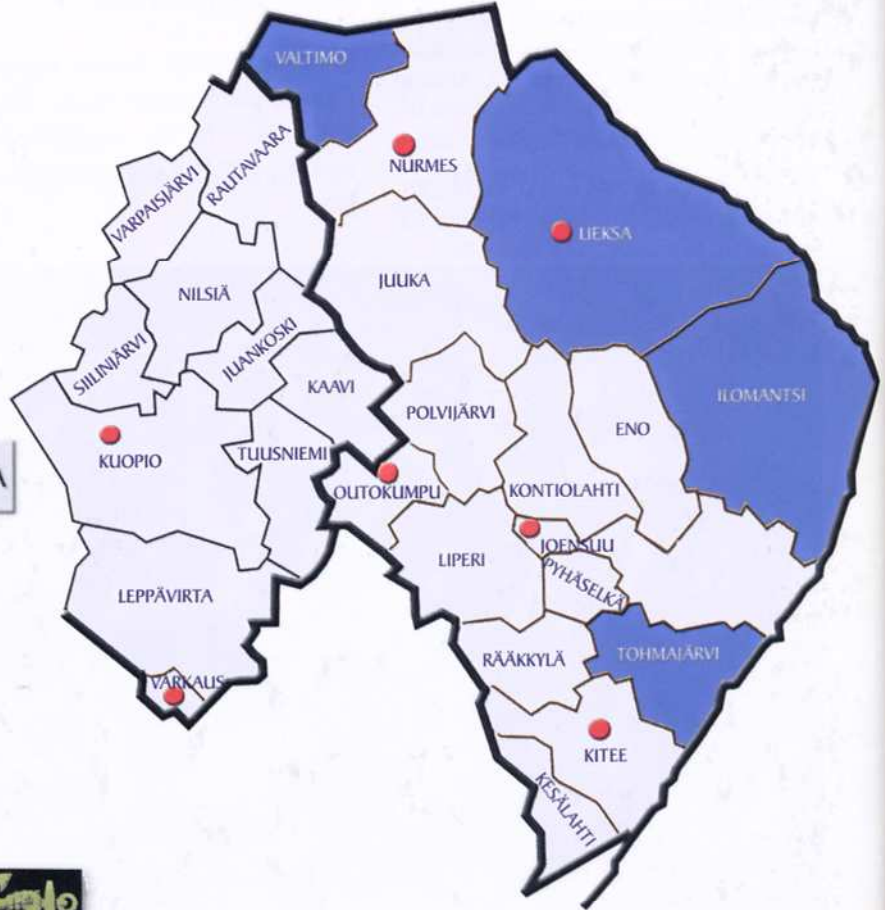 VALTIMO
NURMES
RAUTAVAARA
VARPAISJÄRVI
LIEKSA
NILSIÄ
JUUKA
SIILINJÄRVI
JUANKOSKI
KAAVI
POLVIJÄRVI
ILOMANTSI
ENO
KUOPIO
TUUSNIEMI
OUTOKUMPU
KONTIOLAHTI
A
JOENSUU
LIPERI
PYHÄSELKÄ
LEPPÄVIRTA
RÄÄKKYLÄ
TOHMAJÄRVI
VARKAUS
KITEE
KESÄLAHTI